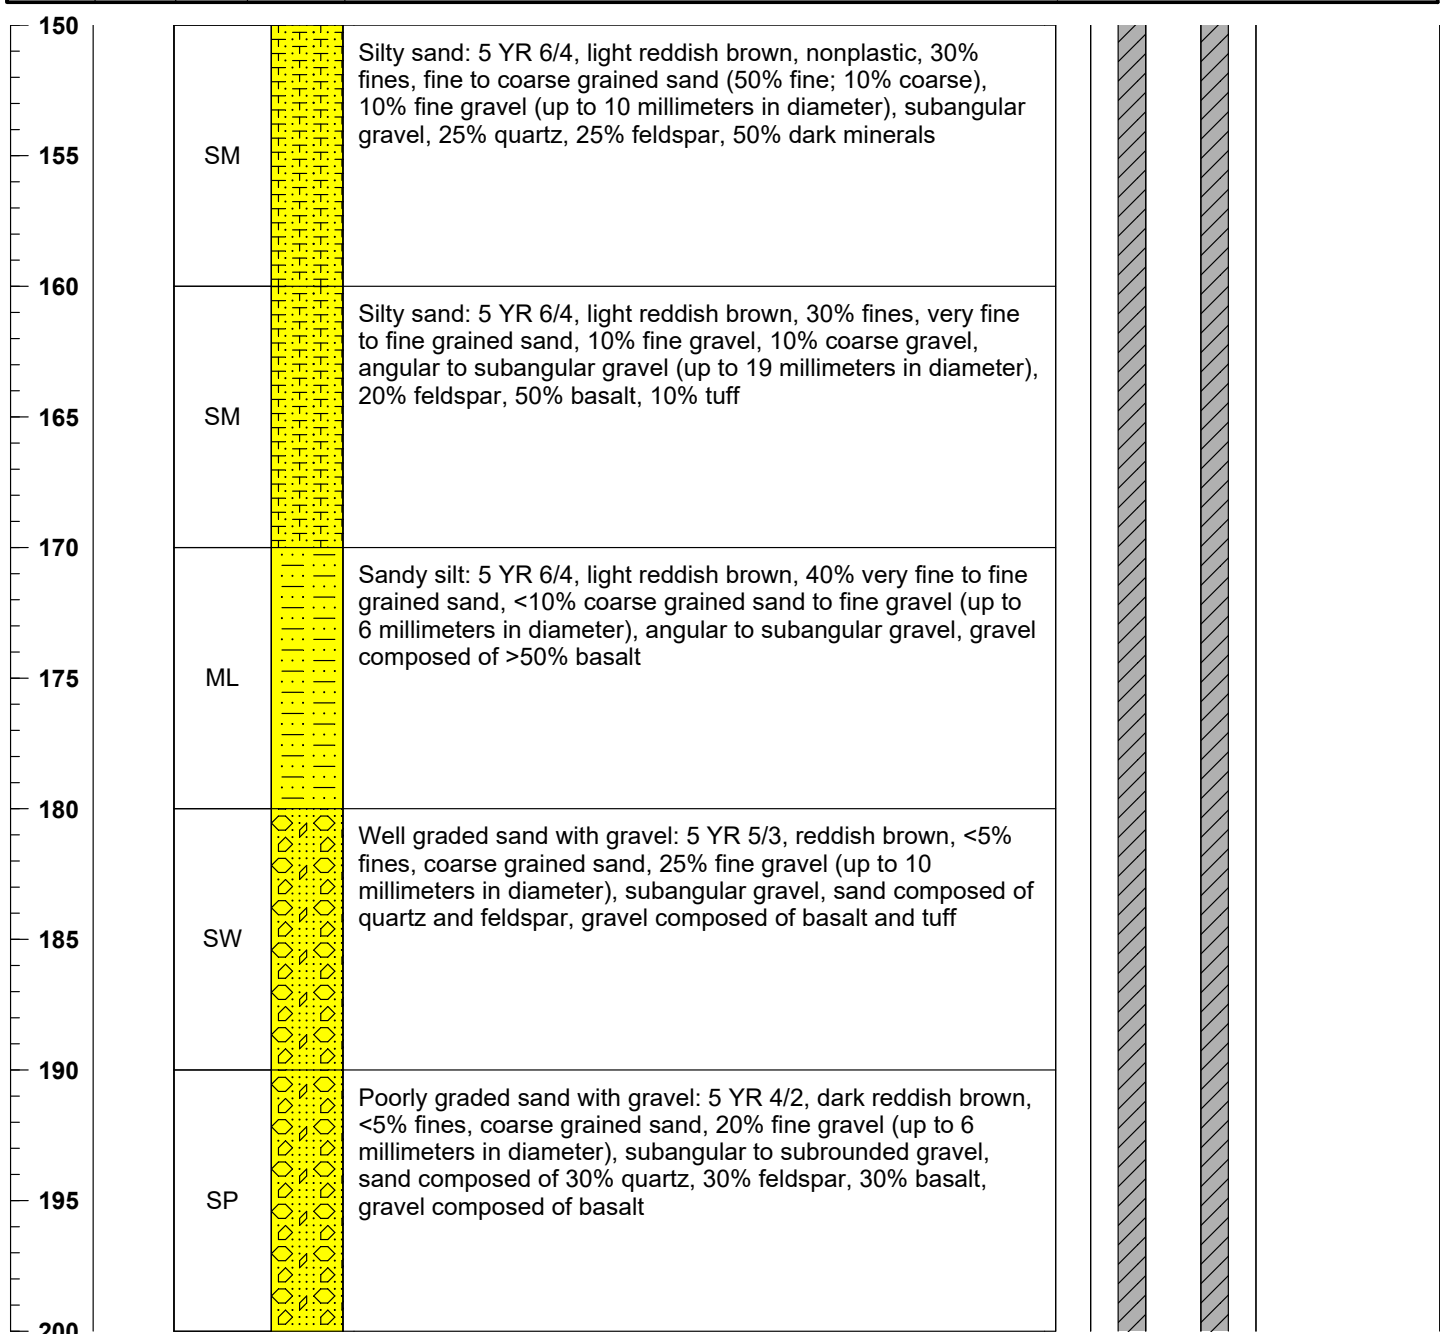 150
Silty sand: 5 YR 6/4, light reddish brown, nonplastic, 30%
fines, fine to coarse grained sand (50% fine; 10% coarse),
10% fine gravel (up to 10 millimeters in diameter), subangular
gravel, 25% quartz, 25% feldspar, 50% dark minerals
155
SM
160
Silty sand: 5 YR 6/4, light reddish brown, 30% fines, very fine
to fine grained sand, 10% fine gravel, 10% coarse gravel,
angular to subangular gravel (up to 19 millimeters in diameter),
20% feldspar, 50% basalt, 10% tuff
165
SM
170
Sandy silt: 5 YR 6/4, light reddish brown, 40% very fine to fine
grained sand, <10% coarse grained sand to fine gravel (up to
6 millimeters in diameter), angular to subangular gravel, gravel
composed of >50% basalt
175
ML
180
Well graded sand with gravel: 5 YR 5/3, reddish brown, <5%
fines, coarse grained sand, 25% fine gravel (up to 10
millimeters in diameter), subangular gravel, sand composed of
quartz and feldspar, gravel composed of basalt and tuff
185
SW
190
Poorly graded sand with gravel: 5 YR 4/2, dark reddish brown,
<5% fines, coarse grained sand, 20% fine gravel (up to 6
millimeters in diameter), subangular to subrounded gravel,
sand composed of 30% quartz, 30% feldspar, 30% basalt,
gravel composed of basalt
195
SP
200